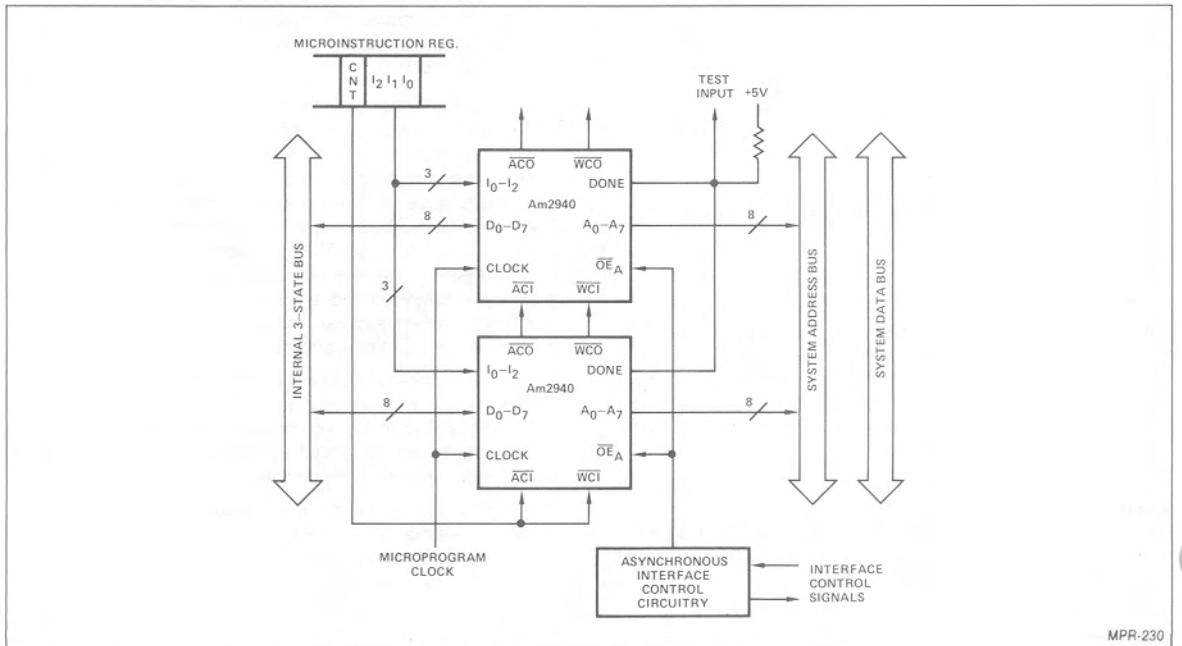 MICROINSTRUCTION REG.
C
N
T
I2 I1 I0
TEST
INPUT
+5V
ACO
WCO
3
I0–I2
DONE
Am2940
8
D0–D7
A0–A7
8
CLOCK
OEA
3
ACI
WCI
ACO
WCO
I0–I2
DONE
Am2940
8
D0–D7
A0–A7
8
CLOCK
OEA
ACI
WCI
INTERNAL 3–STATE BUS
SYSTEM ADDRESS BUS
SYSTEM DATA BUS
MICROPROGRAM
CLOCK
ASYNCHRONOUS
INTERFACE
CONTROL
CIRCUITRY
INTERFACE
CONTROL
SIGNALS
MPR-230